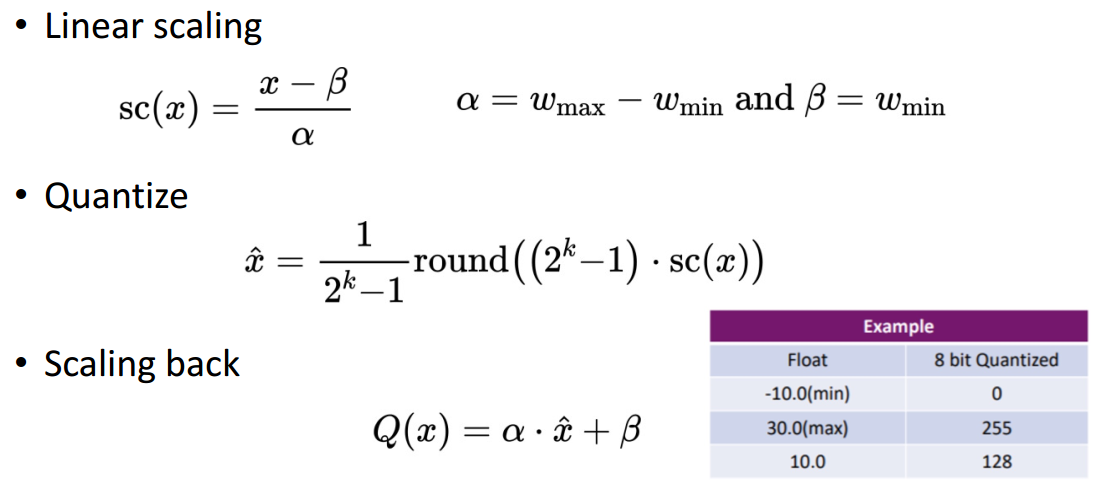 • Linear scaling
sc(x) = (x − β) / α    α = w_max − w_min and β = w_min
• Quantize
x̂ = 1/(2^k−1) round((2^k−1) · sc(x))
• Scaling back
Q(x) = α · x̂ + β
Example
Float    8 bit Quantized
-10.0(min)    0
30.0(max)    255
10.0    128